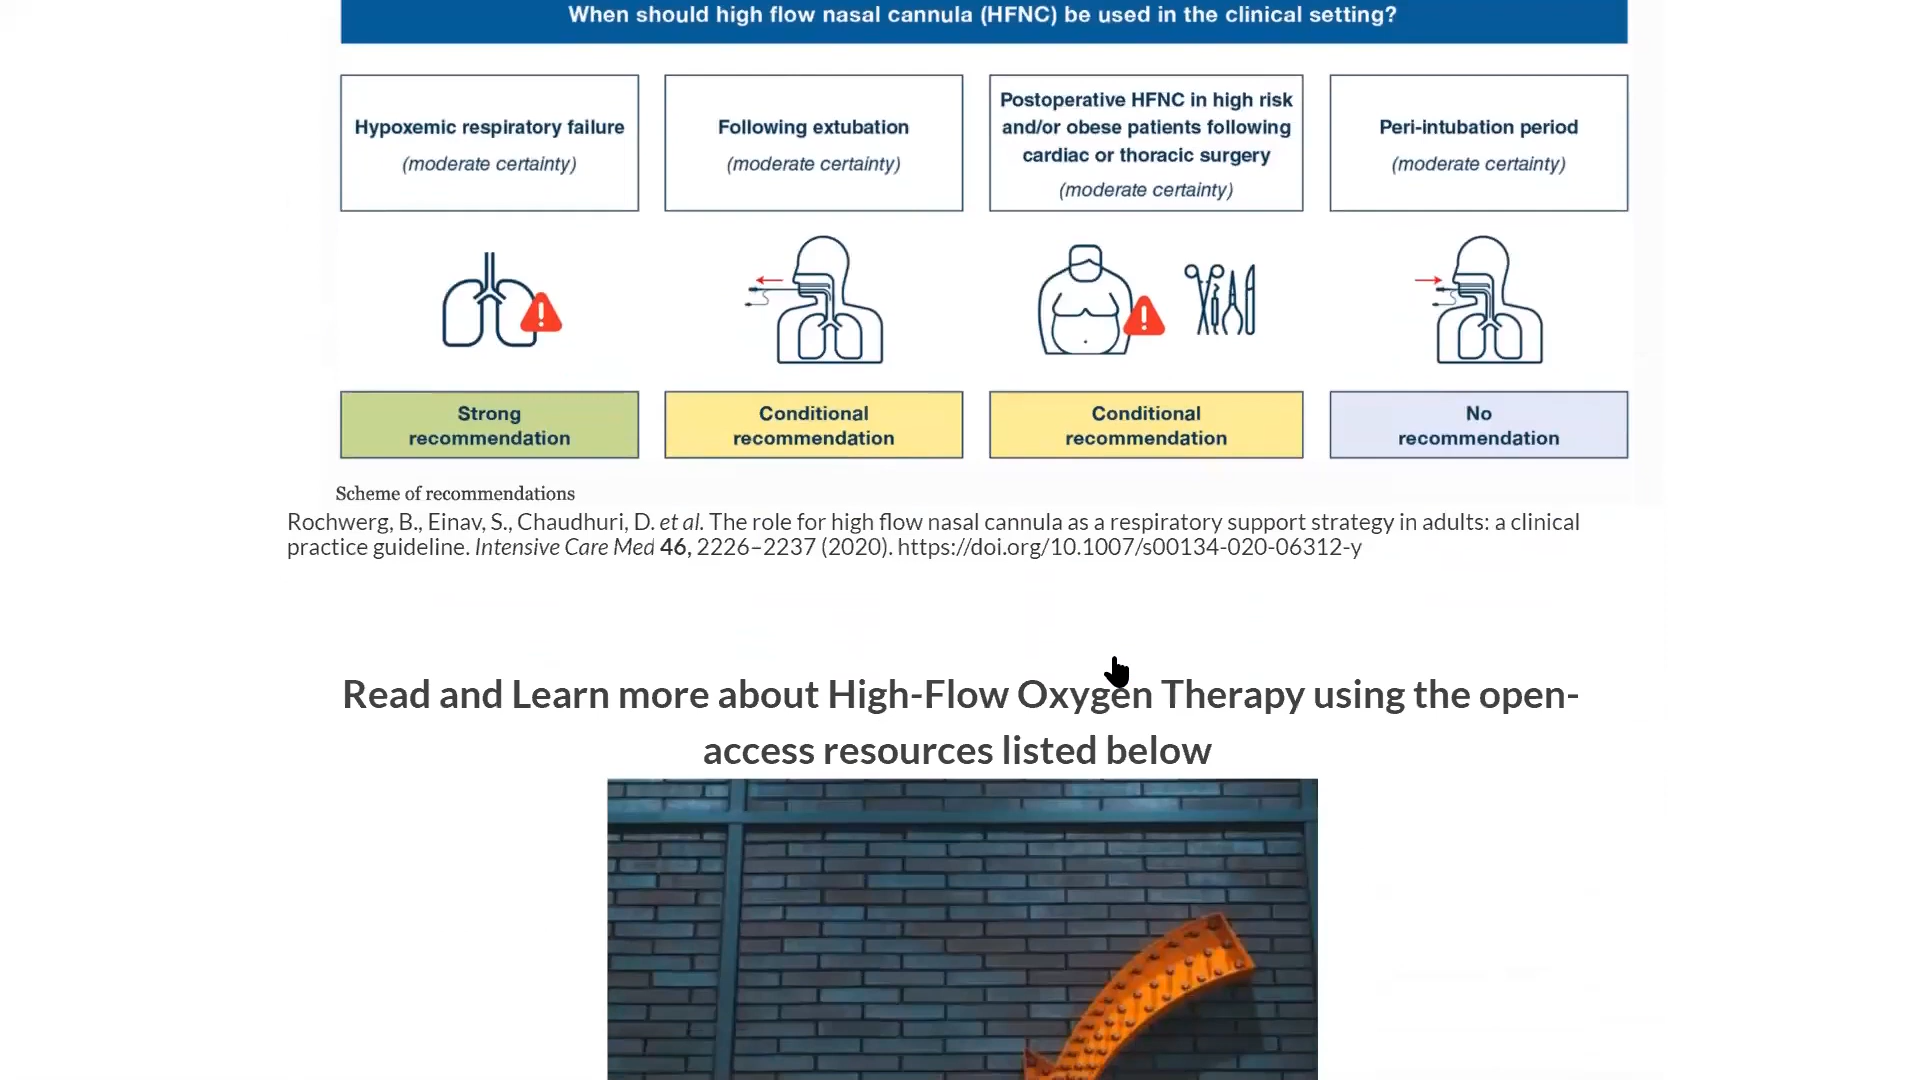 When should high flow nasal cannula (HFNC) be used in the clinical setting?
Hypoxemic respiratory failure
(moderate certainty)
Following extubation
(moderate certainty)
Postoperative HFNC in high risk
and/or obese patients following
cardiac or thoracic surgery
(moderate certainty)
Peri-intubation period
(moderate certainty)
Strong
recommendation
Conditional
recommendation
Conditional
recommendation
No
recommendation
Scheme of recommendations
Rochwerg, B., Einav, S., Chaudhuri, D. et al. The role for high flow nasal cannula as a respiratory support strategy in adults: a clinical
practice guideline. Intensive Care Med 46, 2226–2237 (2020). https://doi.org/10.1007/s00134-020-06312-y
Read and Learn more about High-Flow Oxygen Therapy using the open-
access resources listed below